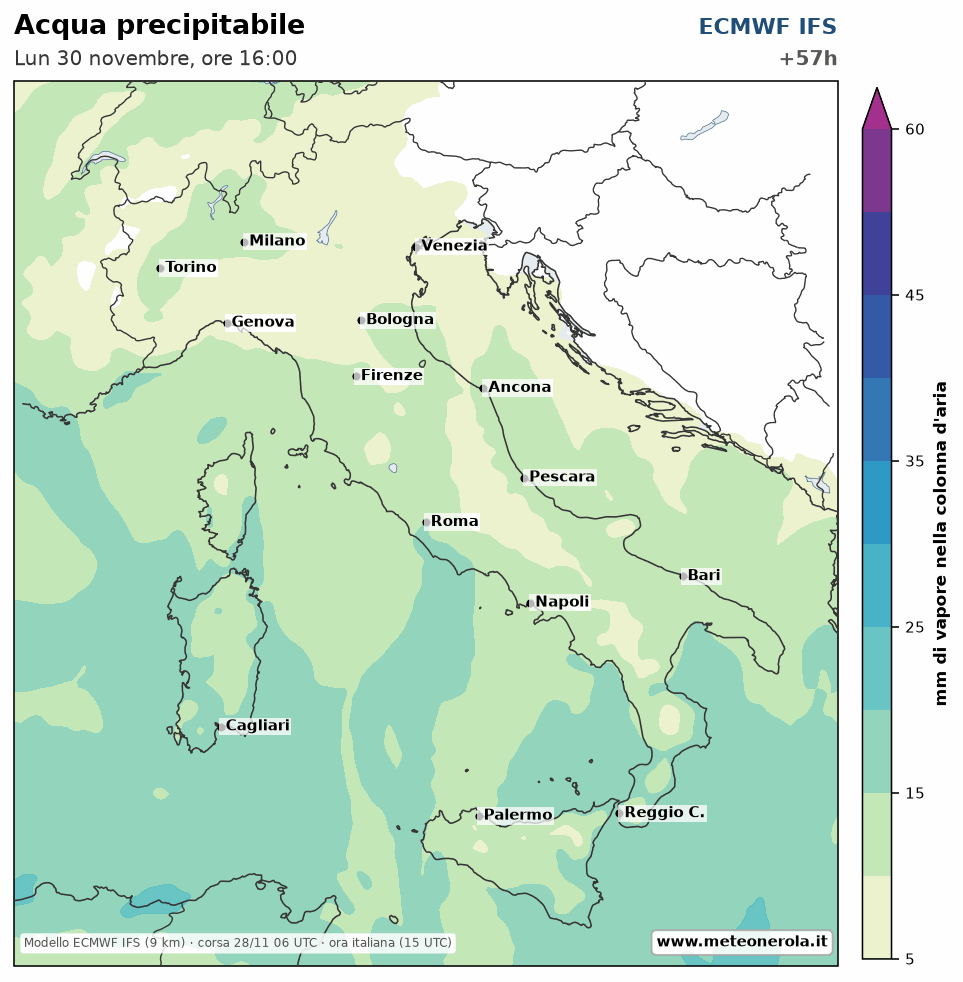 Acqua precipitabile
ECMWF IFS
Lun 30 novembre, ore 16:00
+57h
Milano
Venezia
Torino
Genova
Bologna
Firenze
Ancona
Pescara
Roma
Bari
Napoli
Cagliari
Palermo
Reggio C.
60
45
35
25
15
5
mm di vapore nella colonna d'aria
Modello ECMWF IFS (9 km) · corsa 28/11 06 UTC · ora italiana (15 UTC)
www.meteonerola.it